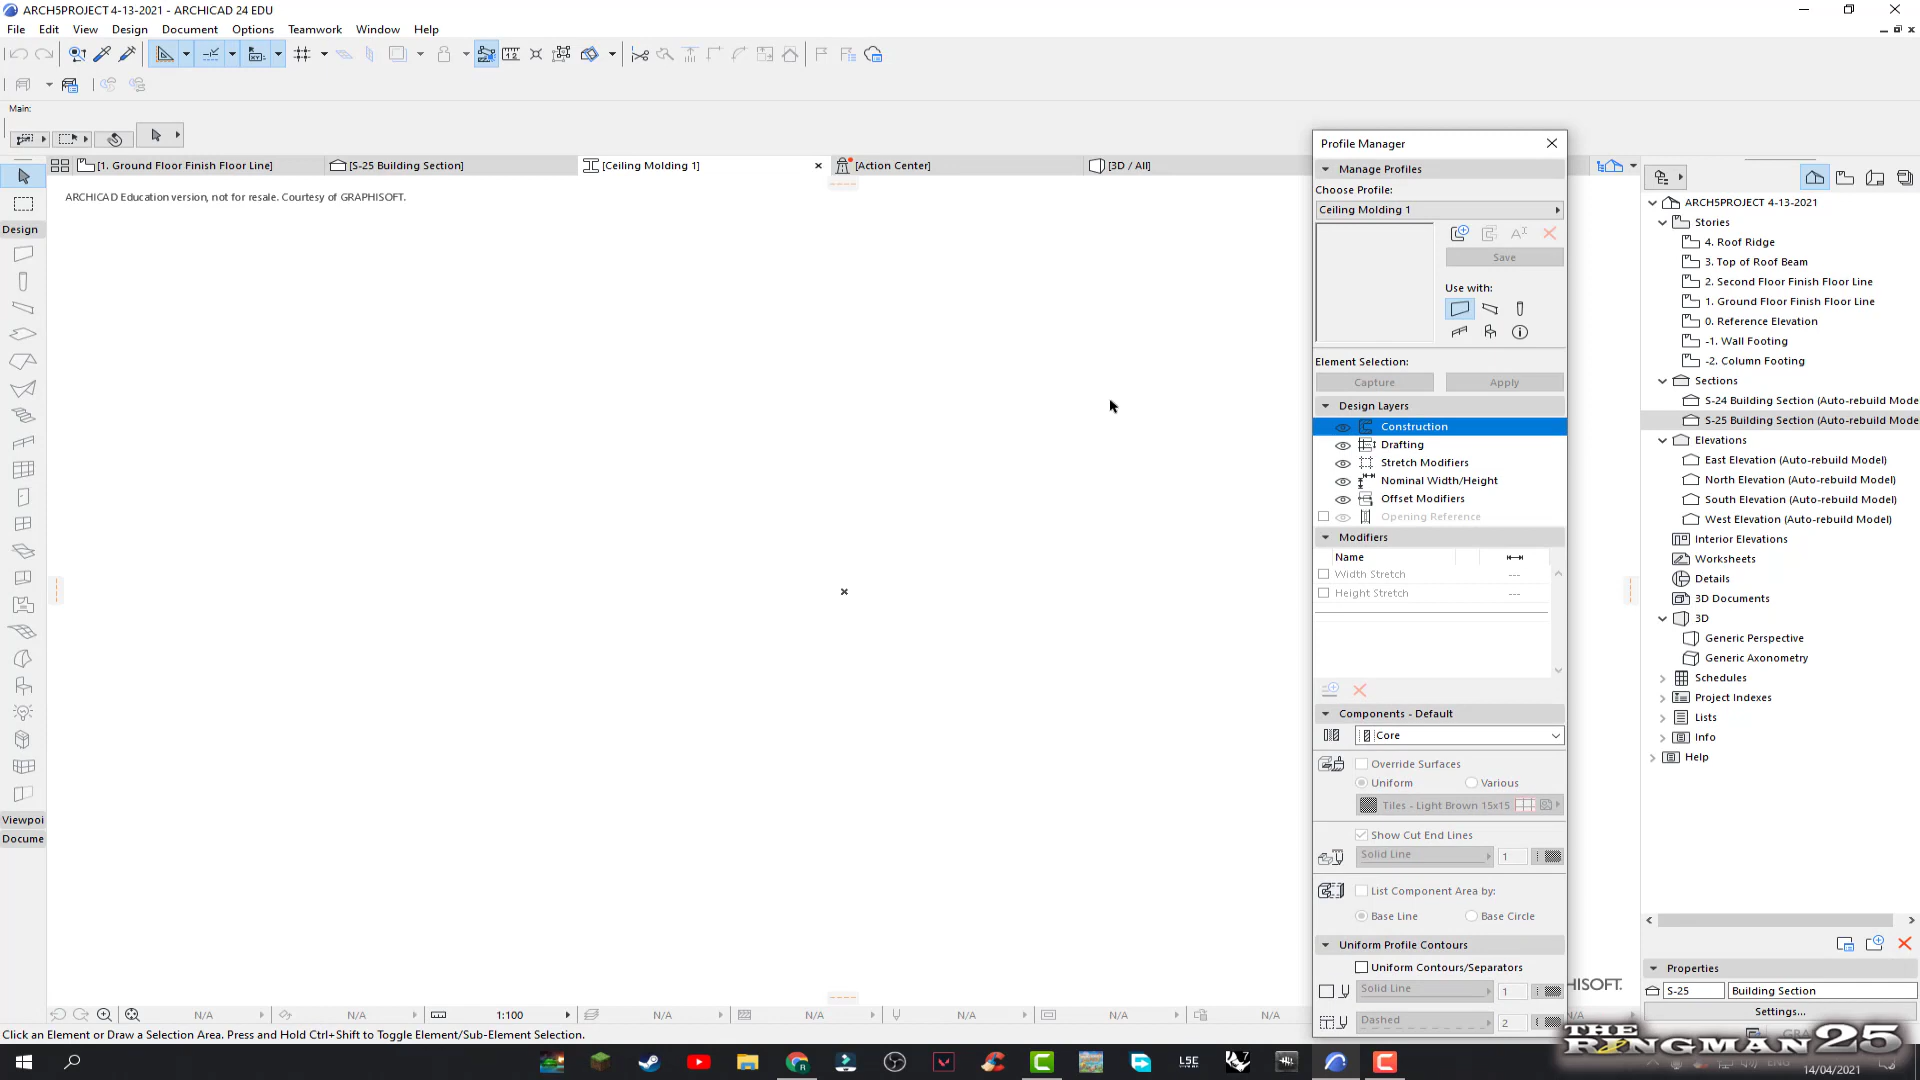 ARCH5PROJECT 4-13-2021 - ARCHICAD 24 EDU
File Edit View Design Document Options Teamwork Window Help
Main:
[1. Ground Floor Finish Floor Line] [S-25 Building Section] [Ceiling Molding 1] [Action Center] [3D / All]
ARCHICAD Education version, not for resale. Courtesy of GRAPHISOFT.
Design
Viewpoi
Docume
Profile Manager
Manage Profiles
Choose Profile:
Ceiling Molding 1
Save
Use with:
Element Selection:
Capture Apply
Design Layers
Construction
Drafting
Stretch Modifiers
Nominal Width/Height
Offset Modifiers
Opening Reference
Modifiers
Name
Width Stretch ---
Height Stretch ---
Components - Default
Core
Override Surfaces
Uniform Various
Tiles - Light Brown 15x15
Show Cut End Lines
Solid Line 1
List Component Area by:
Base Line Base Circle
Uniform Profile Contours
Uniform Contours/Separators
Solid Line 1
Dashed 2
ARCH5PROJECT 4-13-2021
Stories
4. Roof Ridge
3. Top of Roof Beam
2. Second Floor Finish Floor Line
1. Ground Floor Finish Floor Line
0. Reference Elevation
-1. Wall Footing
-2. Column Footing
Sections
S-24 Building Section (Auto-rebuild Mode
S-25 Building Section (Auto-rebuild Mode
Elevations
East Elevation (Auto-rebuild Model)
North Elevation (Auto-rebuild Model)
South Elevation (Auto-rebuild Model)
West Elevation (Auto-rebuild Model)
Interior Elevations
Worksheets
Details
3D Documents
3D
Generic Perspective
Generic Axonometry
Schedules
Project Indexes
Lists
Info
Help
Properties
S-25 Building Section
Settings...
HISOFT.
N/A N/A 1:100 N/A N/A N/A N/A N/A
Click an Element or Draw a Selection Area. Press and Hold Ctrl+Shift to Toggle Element/Sub-Element Selection.
THE RINGMAN 25
LSE
14/04/2021